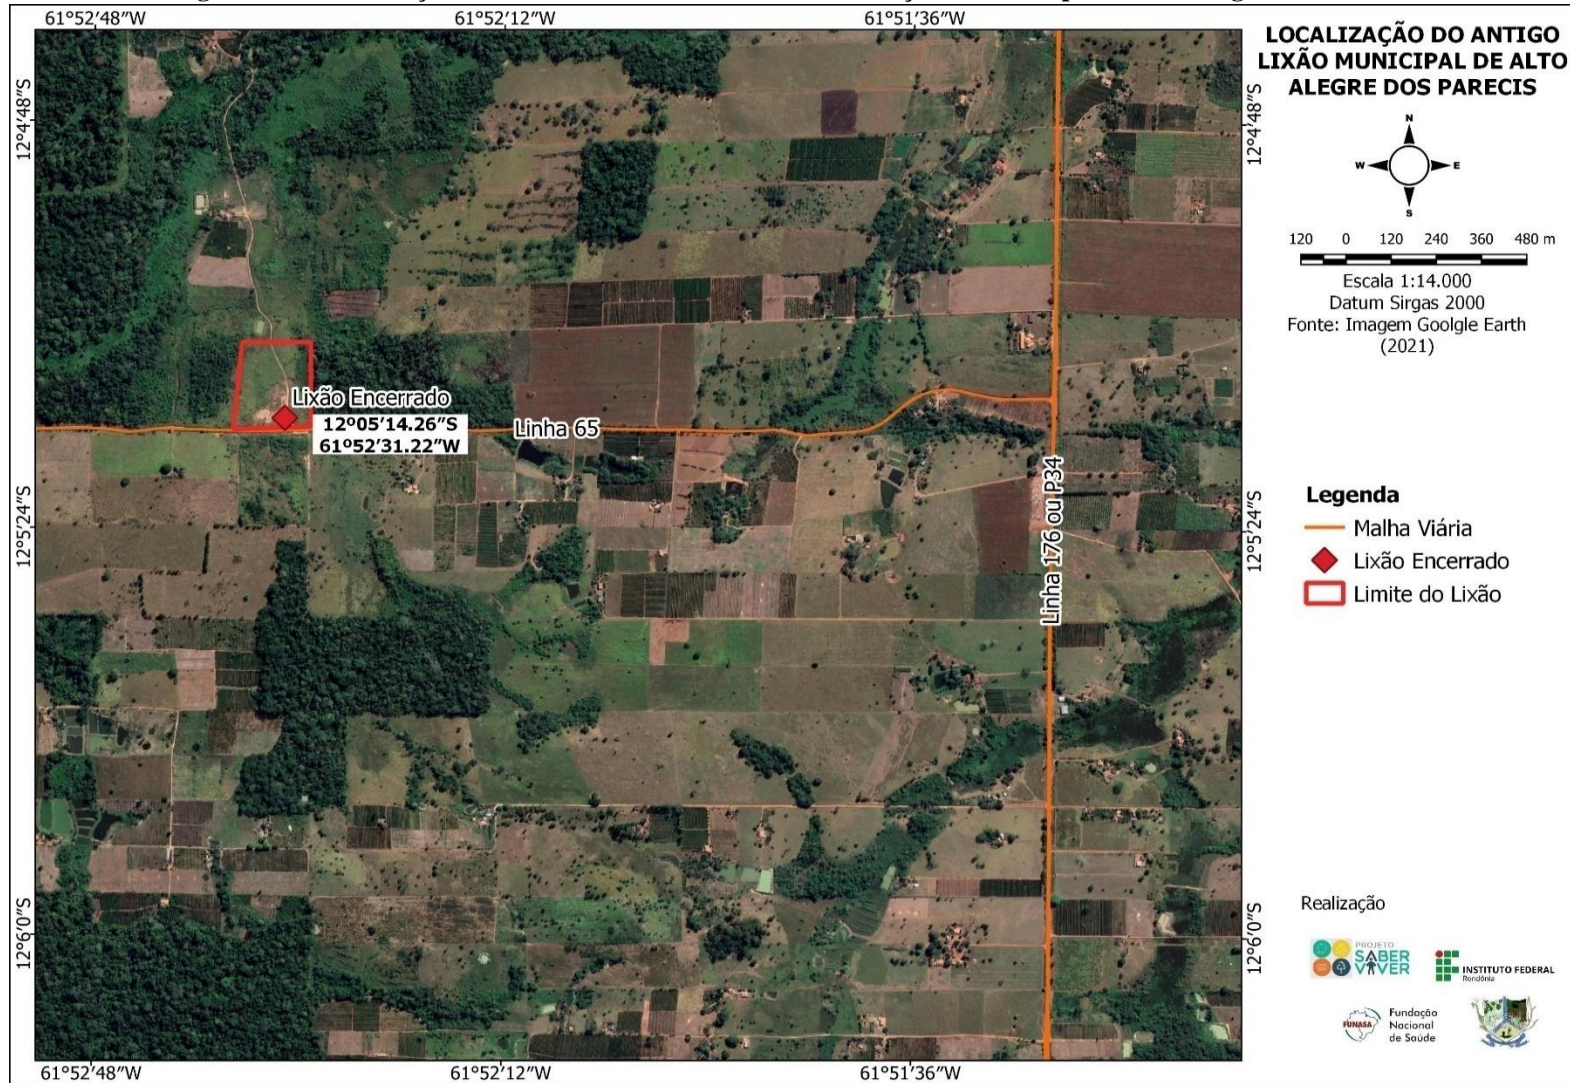 61°52'48"W 61°52'12"W 61°51'36"W
LOCALIZAÇÃO DO ANTIGO
LIXÃO MUNICIPAL DE ALTO
ALEGRE DOS PARECIS
12°4'48"S
12°4'48"S
N
W E
S
120 0 120 240 360 480 m
Escala 1:14.000
Datum Sirgas 2000
Fonte: Imagem Goolgle Earth
(2021)
Lixão Encerrado
12º05'14.26"S
61º52'31.22"W
Linha 65
Linha 176 ou P34
12°5'24"S
12°5'24"S
Legenda
Malha Viária
Lixão Encerrado
Limite do Lixão
12°6'0"S
12°6'0"S
Realização
PROJETO
SABER
VIVER
INSTITUTO FEDERAL
Rondônia
FUNASA
Fundação
Nacional
de Saúde
61°52'48"W 61°52'12"W 61°51'36"W